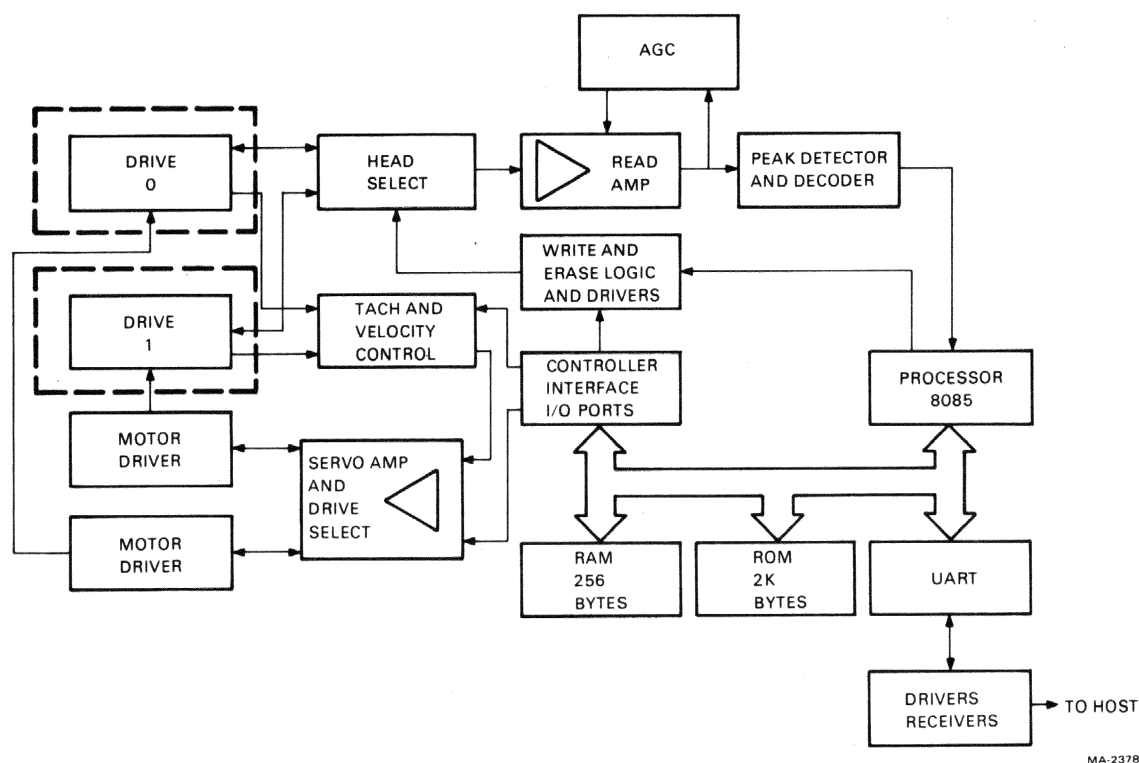 AGC
DRIVE
0
HEAD
SELECT
READ
AMP
PEAK DETECTOR
AND DECODER
WRITE AND
ERASE LOGIC
AND DRIVERS
DRIVE
1
TACH AND
VELOCITY
CONTROL
CONTROLLER
INTERFACE
I/O PORTS
PROCESSOR
8085
MOTOR
DRIVER
SERVO AMP
AND
DRIVE
SELECT
MOTOR
DRIVER
RAM
256
BYTES
ROM
2K
BYTES
UART
DRIVERS
RECEIVERS
TO HOST
MA-2378